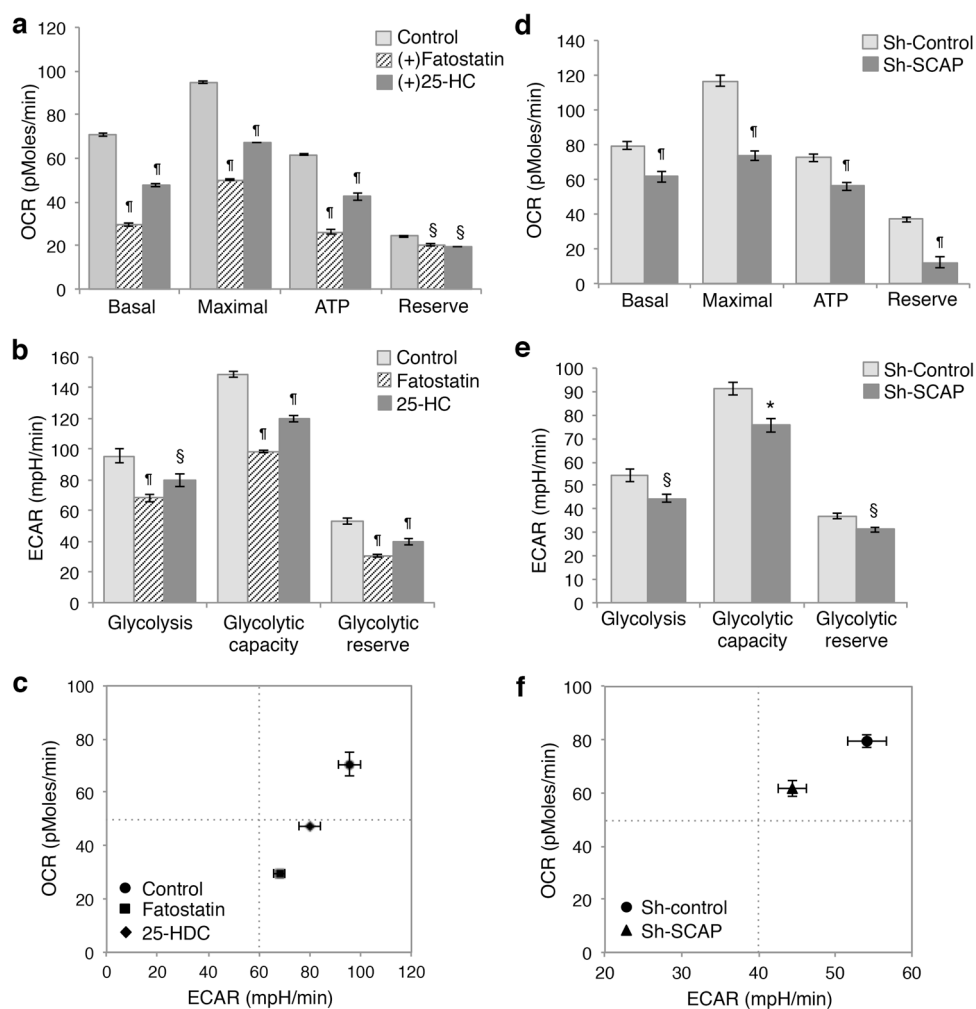 a
Control
(+)Fatostatin
(+)25-HC
OCR (pMoles/min)
120
100
80
60
40
20
0
¶
¶
¶
¶
¶
¶
§
§
Basal
Maximal
ATP
Reserve
d
Sh-Control
Sh-SCAP
OCR (pMoles/min)
140
120
100
80
60
40
20
0
¶
¶
¶
¶
Basal
Maximal
ATP
Reserve
b
Control
Fatostatin
25-HC
ECAR (mpH/min)
160
140
120
100
80
60
40
20
0
¶
§
¶
¶
¶
¶
Glycolysis
Glycolytic
capacity
Glycolytic
reserve
e
Sh-Control
Sh-SCAP
ECAR (mpH/min)
100
90
80
70
60
50
40
30
20
10
0
§
*
§
Glycolysis
Glycolytic
capacity
Glycolytic
reserve
c
OCR (pMoles/min)
100
80
60
40
20
0
Control
Fatostatin
25-HDC
0
20
40
60
80
100
120
ECAR (mpH/min)
f
OCR (pMoles/min)
100
80
60
40
20
0
Sh-control
Sh-SCAP
20
30
40
50
60
ECAR (mpH/min)